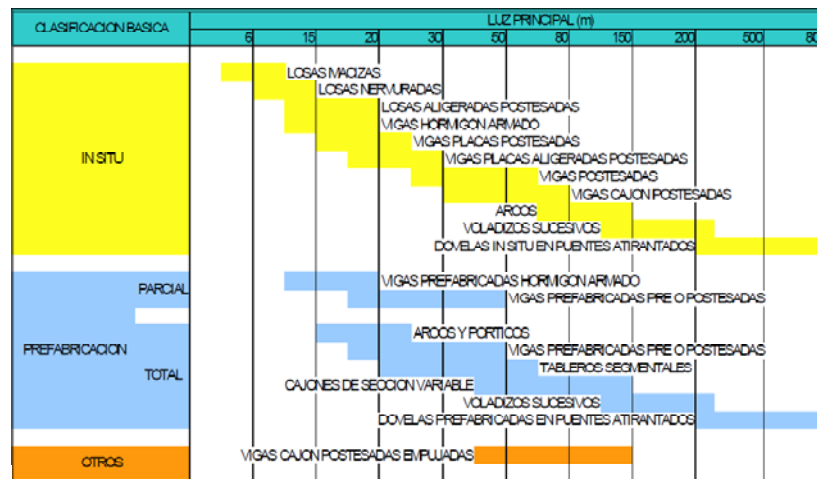 CLASIFICACION BASICA
LUZ PRINCIPAL (m)
6 15 20 30 50 80 150 200 500 80
IN SITU
LOSAS MACIZAS
LOSAS NERVURADAS
LOSAS ALIGERADAS POSTESADAS
VIGAS HORMIGON ARMADO
VIGAS PLACAS POSTESADAS
VIGAS PLACAS ALIGERADAS POSTESADAS
VIGAS POSTESADAS
VIGAS CAJON POSTESADAS
ARCOS
VOLADIZOS SUCESIVOS
DOVELAS IN SITU EN PUENTES ATIRANTADOS
PREFABRICACION
PARCIAL
VIGAS PREFABRICADAS HORMIGON ARMADO
VIGAS PREFABRICADAS PRE O POSTESADAS
TOTAL
ARCOS Y PORTICOS
VIGAS PREFABRICADAS PRE O POSTESADAS
TABLEROS SEGMENTALES
CAJONES DE SECCION VARIABLE
VOLADIZOS SUCESIVOS
DOVELAS PREFABRICADAS EN PUENTES ATIRANTADOS
OTROS
VIGAS CAJON POSTESADAS EMPUJADAS